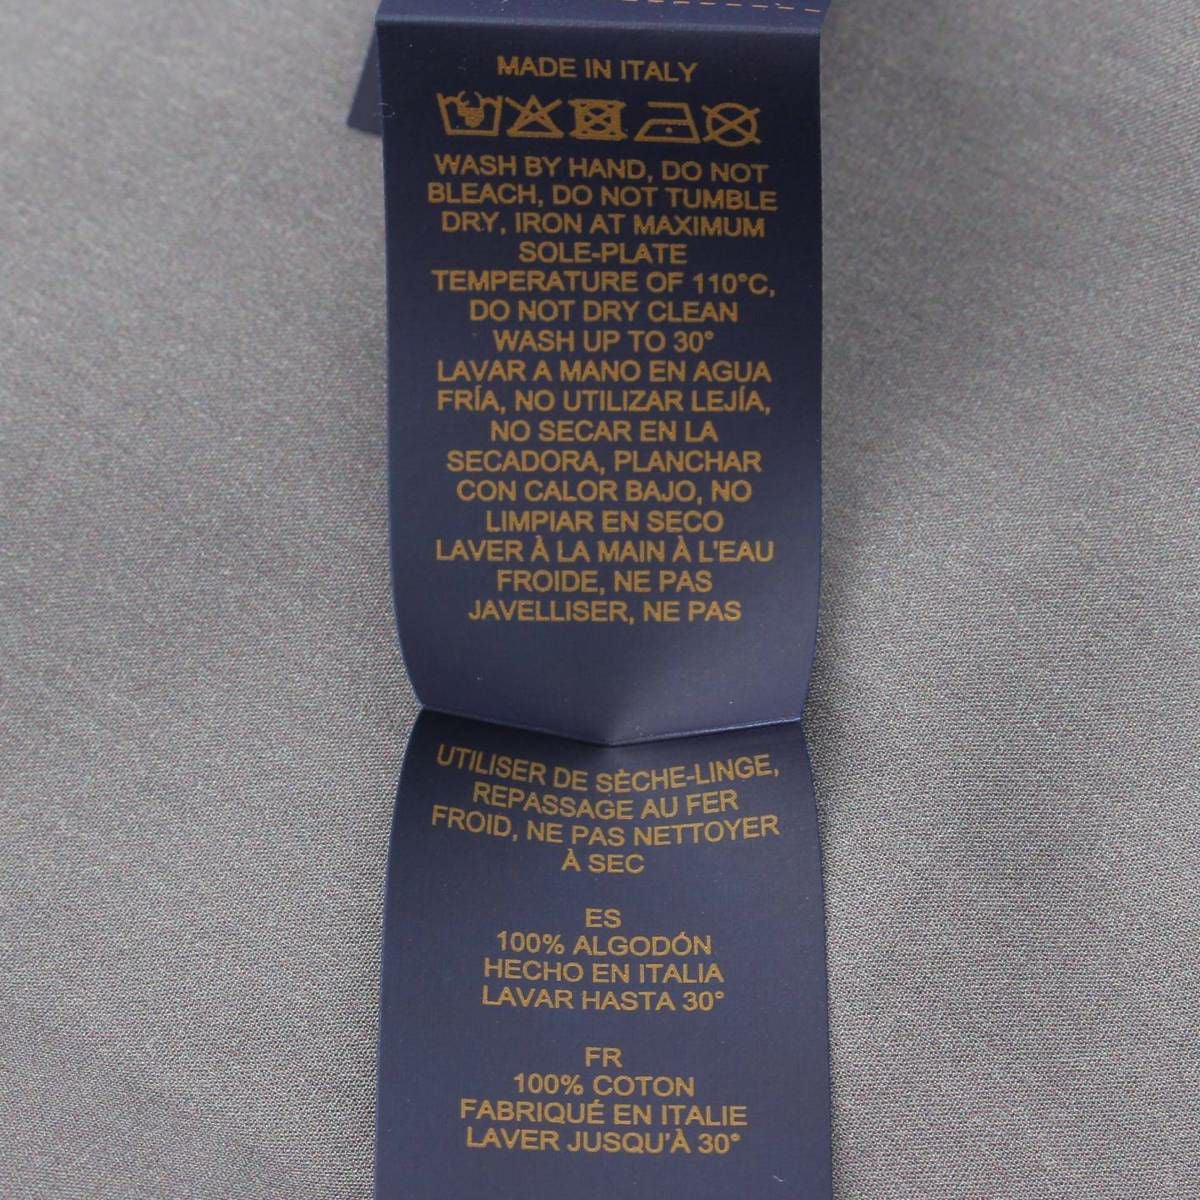 MADE IN ITALY
WASH BY HAND, DO NOT
BLEACH, DO NOT TUMBLE
DRY, IRON AT MAXIMUM
SOLE-PLATE
TEMPERATURE OF 110°C,
DO NOT DRY CLEAN
WASH UP TO 30°
LAVAR A MANO EN AGUA
FRÍA, NO UTILIZAR LEJÍA,
NO SECAR EN LA
SECADORA, PLANCHAR
CON CALOR BAJO, NO
LIMPIAR EN SECO
LAVER À LA MAIN À L'EAU
FROIDE, NE PAS
JAVELLISER, NE PAS
UTILISER DE SÈCHE-LINGE,
REPASSAGE AU FER
FROID, NE PAS NETTOYER
À SEC
ES
100% ALGODÓN
HECHO EN ITALIA
LAVAR HASTA 30°
FR
100% COTON
FABRIQUÉ EN ITALIE
LAVER JUSQU'À 30°